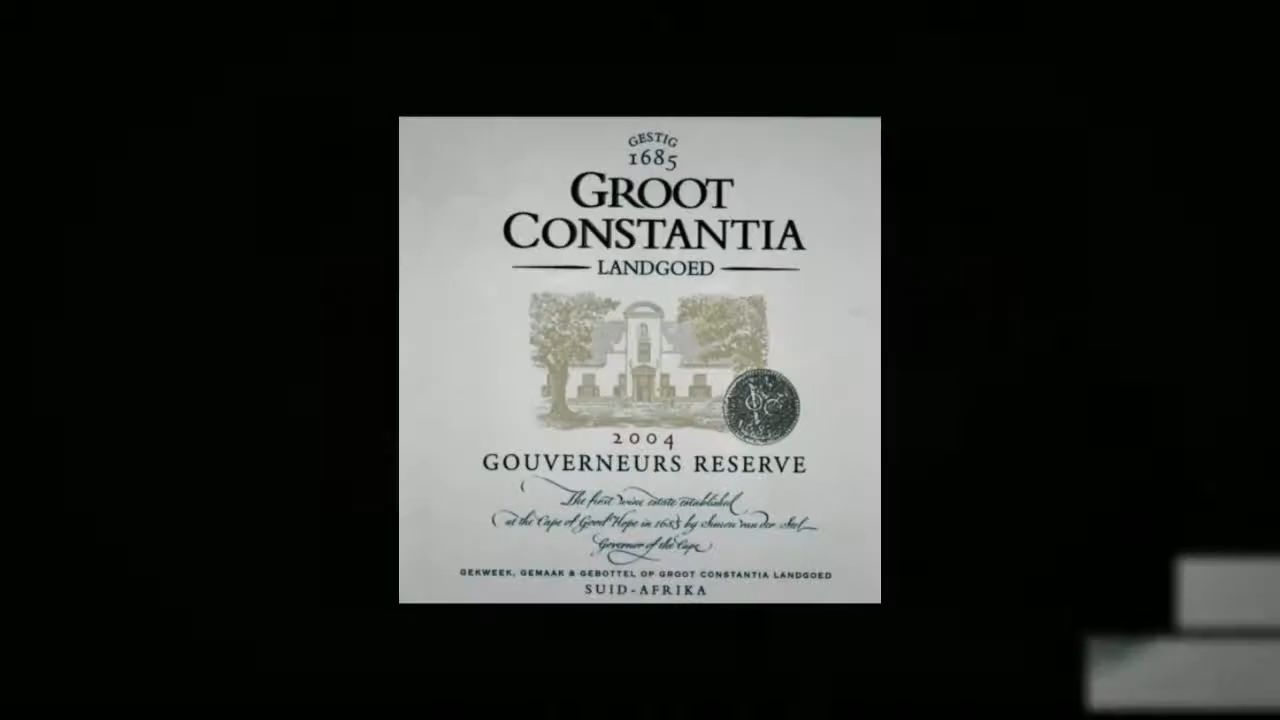 GESTIG
1685
GROOT
CONSTANTIA
LANDGOED
2004
GOUVERNEURS RESERVE
The first wine estate established
at the Cape of Good Hope in 1685 by Simon van der Stel
Governor of the Cape
GEKWEEK, GEMAAK & GEBOTTEL OP GROOT CONSTANTIA LANDGOED
SUID-AFRIKA